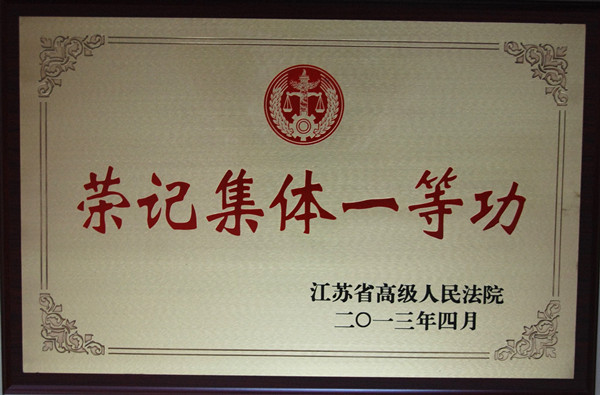 荣记集体一等功
江苏省高级人民法院
二〇一三年四月